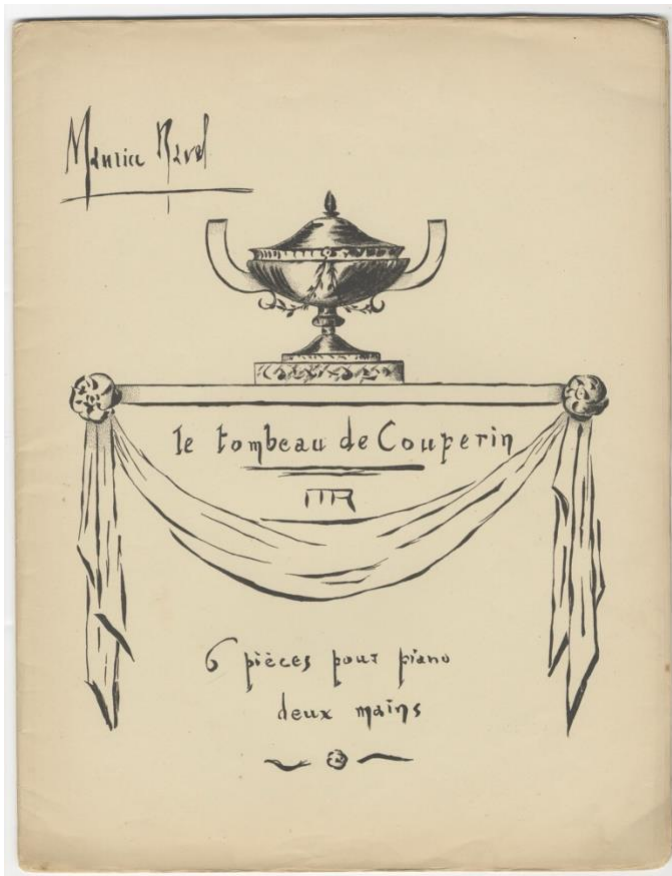 Maurice Ravel
le tombeau de Couperin
MR
6 pièces pour piano
deux mains